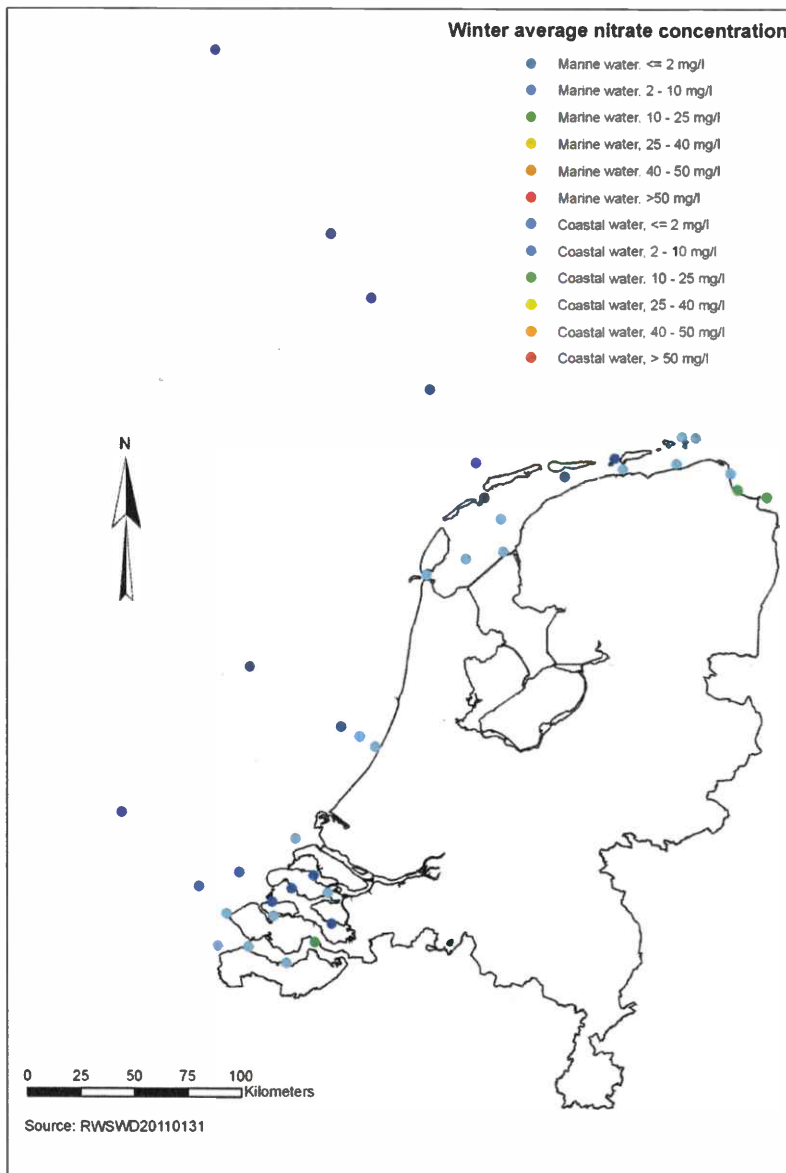 Winter average nitrate concentration
Marine water. <= 2 mg/l
Marine water. 2 - 10 mg/l
Marine water. 10 - 25 mg/l
Marine water, 25 - 40 mg/l
Marine water. 40 - 50 mg/l
Marine water. >50 mg/l
Coastal water, <= 2 mg/l
Coastal water, 2 - 10 mg/l
Coastal water. 10 - 25 mg/l
Coastal water, 25 - 40 mg/l
Coastal water, 40 - 50 mg/l
Coastal water, > 50 mg/l
N
0 25 50 75 100
Kilometers
Source: RWSWD20110131